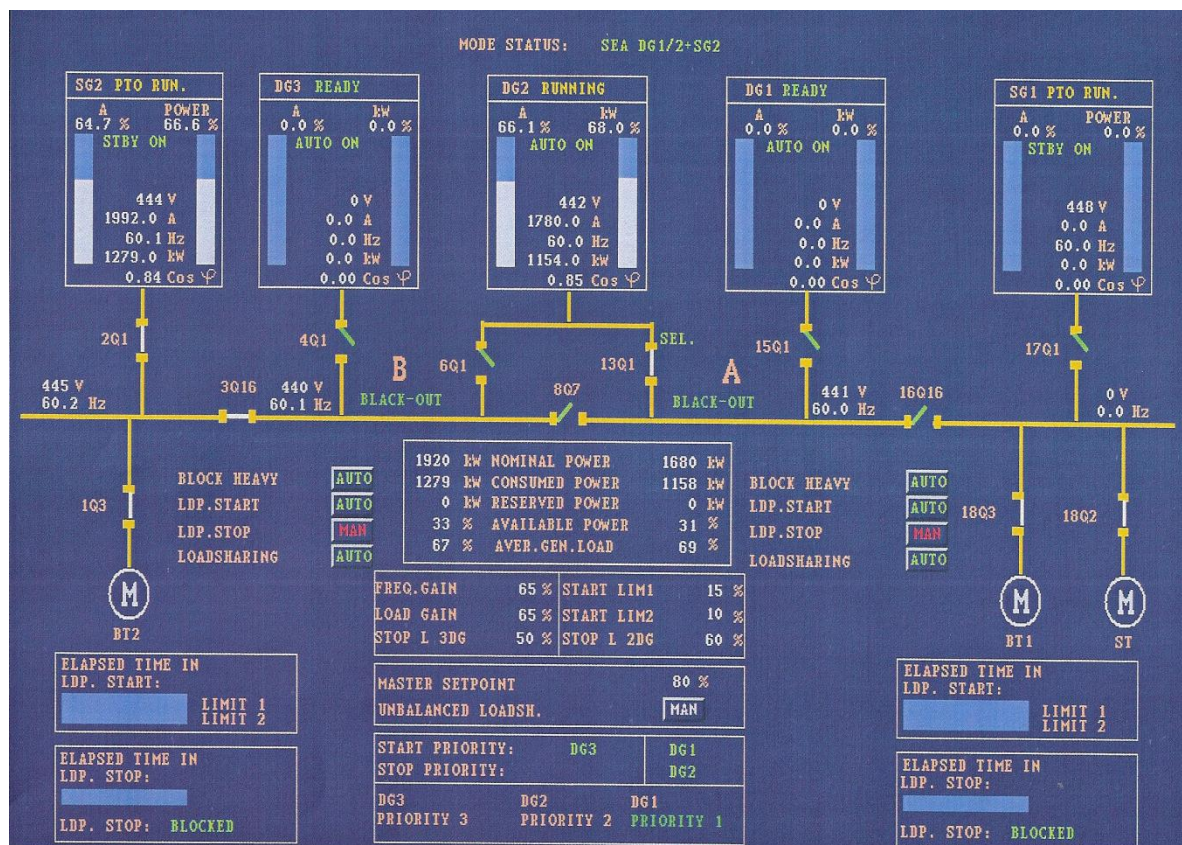 MODE STATUS: SEA DG1/2+SG2
SG2 PTO RUN.
A POWER
64.7 % 66.6 %
STBY ON
444 V
1992.0 A
60.1 Hz
1279.0 kW
0.84 Cos φ
DG3 READY
A kW
0.0 % 0.0 %
AUTO ON
0 V
0.0 A
0.0 Hz
0.0 kW
0.00 Cos φ
DG2 RUNNING
A kW
66.1 % 68.0 %
AUTO ON
442 V
1780.0 A
60.0 Hz
1154.0 kW
0.85 Cos φ
DG1 READY
A kW
0.0 % 0.0 %
AUTO ON
0 V
0.0 A
0.0 Hz
0.0 kW
0.00 Cos φ
SG1 PTO RUN.
A POWER
0.0 % 0.0 %
STBY ON
448 V
0.0 A
60.0 Hz
0.0 kW
0.00 Cos φ
2Q1
4Q1
6Q1
13Q1
SEL.
15Q1
17Q1
445 V
60.2 Hz
3Q16
440 V
60.1 Hz
B
BLACK-OUT
8Q7
A
BLACK-OUT
441 V
60.0 Hz
16Q16
0 V
0.0 Hz
1Q3
M
BT2
BLOCK HEAVY AUTO
LDP.START AUTO
LDP.STOP MAN
LOADSHARING AUTO
1920 kW NOMINAL POWER 1680 kW
1279 kW CONSUMED POWER 1158 kW
0 kW RESERVED POWER 0 kW
33 % AVAILABLE POWER 31 %
67 % AVER.GEN.LOAD 69 %
BLOCK HEAVY AUTO
LDP.START AUTO
LDP.STOP MAN
LOADSHARING AUTO
18Q3
18Q2
M
BT1
M
ST
FREQ.GAIN 65 % START LIM1 15 %
LOAD GAIN 65 % START LIM2 10 %
STOP L 3DG 50 % STOP L 2DG 60 %
MASTER SETPOINT 80 %
UNBALANCED LOADSH. MAN
START PRIORITY: DG3 DG1
STOP PRIORITY: DG2
DG3 DG2 DG1
PRIORITY 3 PRIORITY 2 PRIORITY 1
ELAPSED TIME IN
LDP. START:
LIMIT 1
LIMIT 2
ELAPSED TIME IN
LDP. STOP:
LDP. STOP: BLOCKED
ELAPSED TIME IN
LDP. START:
LIMIT 1
LIMIT 2
ELAPSED TIME IN
LDP. STOP:
LDP. STOP: BLOCKED